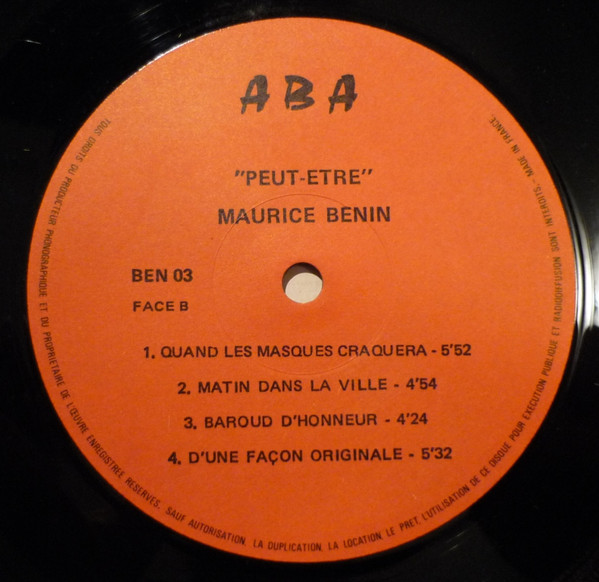 ABA
"PEUT-ETRE"
MAURICE BENIN
BEN 03
FACE B
1. QUAND LES MASQUES CRAQUERA - 5'52
2. MATIN DANS LA VILLE - 4'54
3. BAROUD D'HONNEUR - 4'24
4. D'UNE FAÇON ORIGINALE - 5'32
TOUS DROITS DU PRODUCTEUR PHONOGRAPHIQUE ET DU PROPRIETAIRE DE L'ŒUVRE ENREGISTREE RESERVES. SAUF AUTORISATION, LA DUPLICATION, LA LOCATION, LE PRET, L'UTILISATION DE CE DISQUE POUR EXECUTION PUBLIQUE ET RADIODIFFUSION SONT INTERDITS. - MADE IN FRANCE.